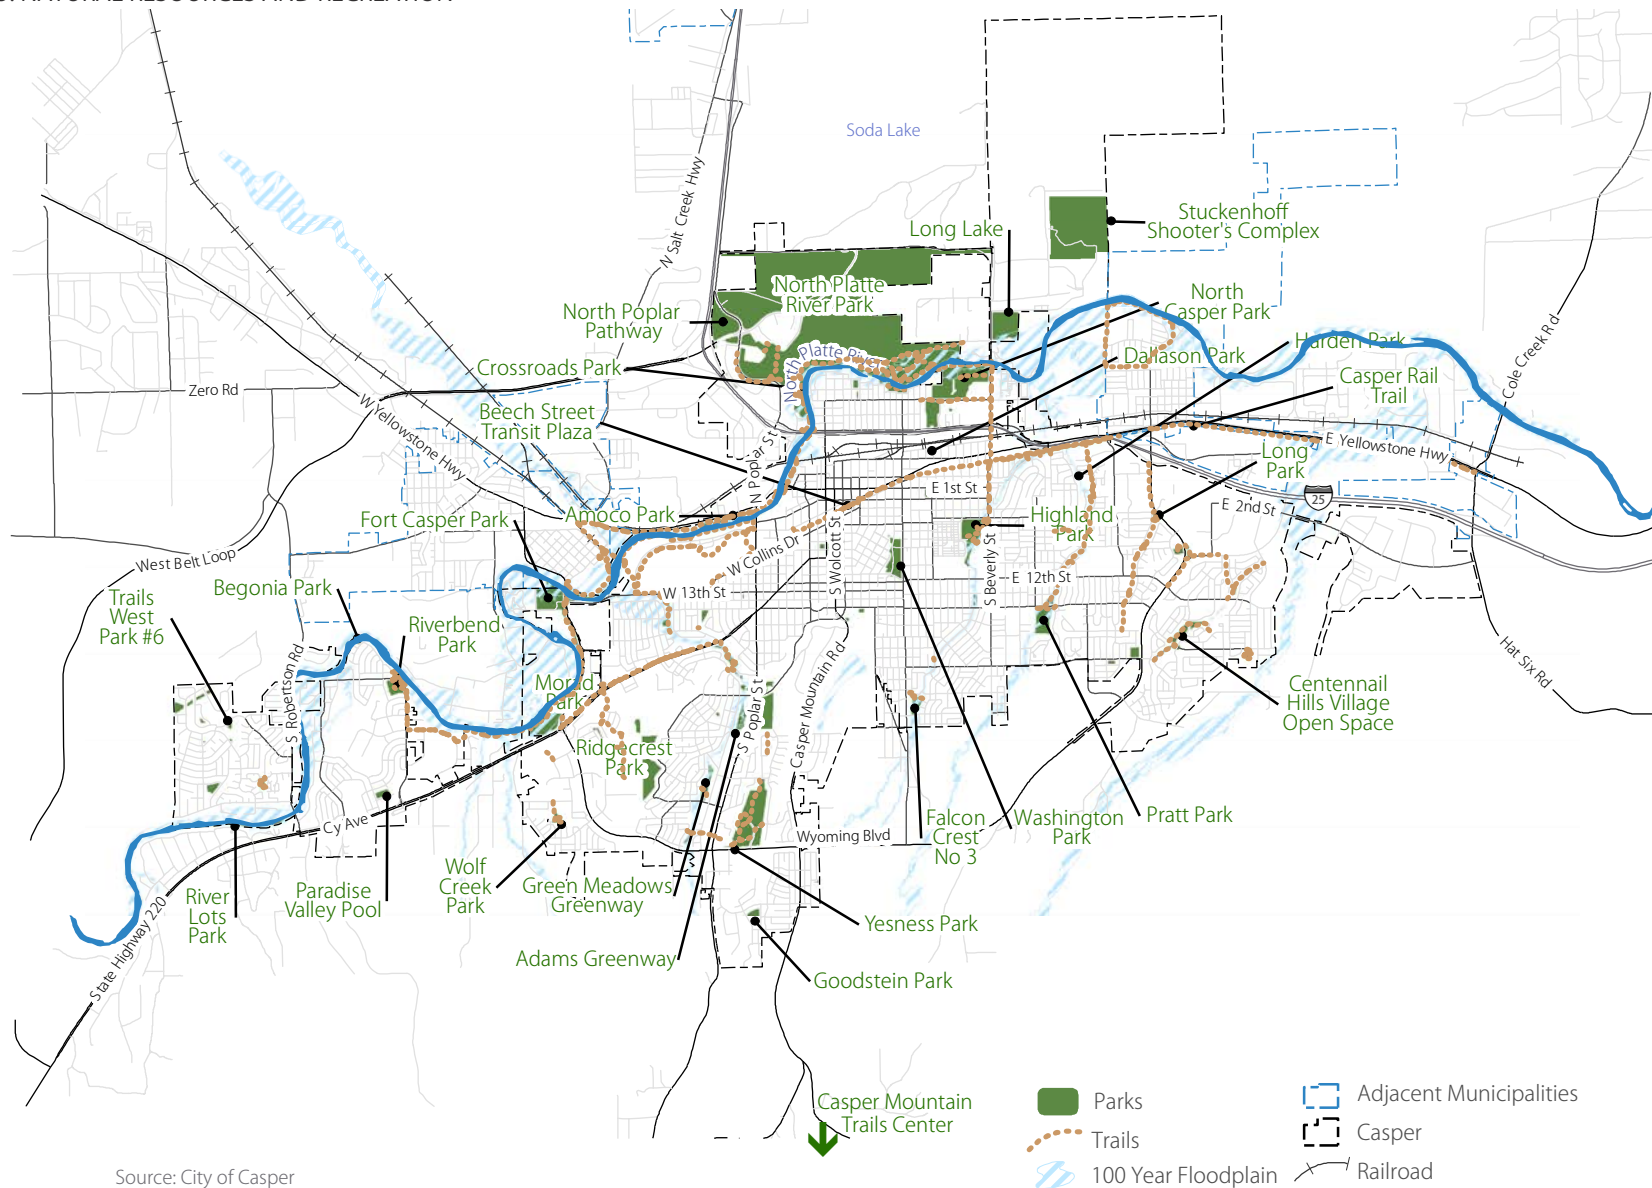 Soda Lake
N Salt Creek Hwy
Stuckenhoff
Shooter's Complex
Long Lake
North Platte
River Park
North
Casper Park
North Poplar
Pathway
Harden Park
North Platte River
Dallason Park
Crossroads Park
Casper Rail
Trail
Cole Creek Rd
Zero Rd
W Yellowstone Hwy
Beech Street
Transit Plaza
N Poplar St
E Yellowstone Hwy
Long
Park
E 1st St
25
E 2nd St
Fort Casper Park
Amoco Park
Highland
Park
West Belt Loop
W Collins Dr
S Wolcott St
S Beverly St
E 12th St
Begonia Park
W 13th St
Trails
West
Park #6
Riverbend
Park
S Robertson Rd
Casper Mountain Rd
Hat Six Rd
Morad
Park
S Poplar St
Centennail
Hills Village
Open Space
Ridgecrest
Park
Cy Ave
Wyoming Blvd
Falcon
Crest
No 3
Washington
Park
Pratt Park
Wolf
Creek
Park
Green Meadows
Greenway
River
Lots
Park
Paradise
Valley Pool
State Highway 220
Yesness Park
Adams Greenway
Goodstein Park
Casper Mountain
Trails Center
Parks
Trails
100 Year Floodplain
Adjacent Municipalities
Casper
Railroad
Source: City of Casper